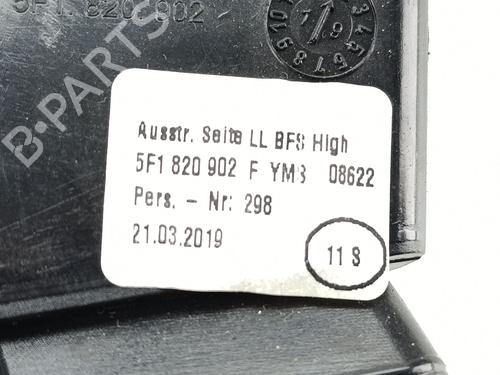 5F1. 820. 902
Ausstr. Seite LL BFS High
5F1 820 902 F YM3 08622
Pers. - Nr: 298
21.03.2019
11 S
B-PARTS